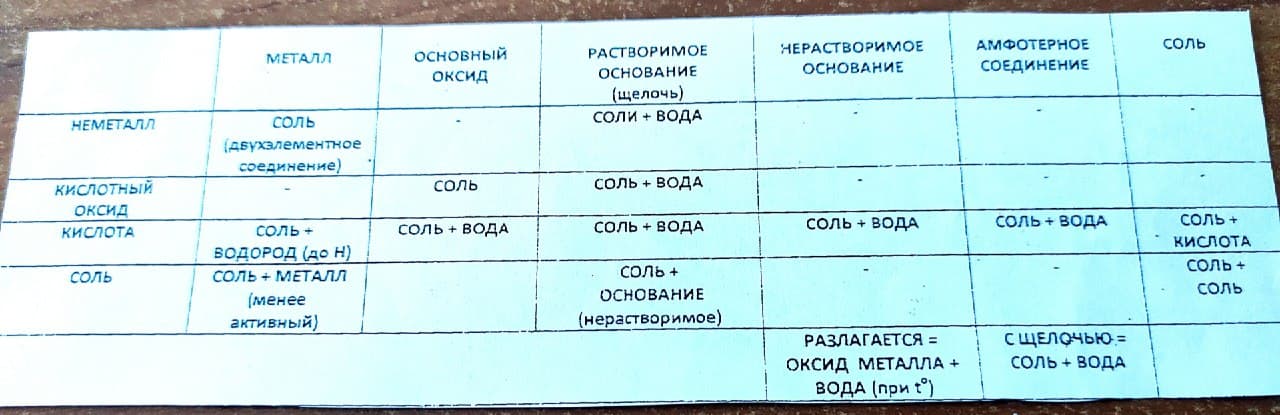 МЕТАЛЛ
ОСНОВНЫЙ
ОКСИД
РАСТВОРИМОЕ
ОСНОВАНИЕ
(щелочь)
НЕРАСТВОРИМОЕ
ОСНОВАНИЕ
АМФОТЕРНОЕ
СОЕДИНЕНИЕ
СОЛЬ
НЕМЕТАЛЛ
СОЛЬ
(двухэлементное
соединение)
-
СОЛИ + ВОДА
-
-
-
КИСЛОТНЫЙ
ОКСИД
-
СОЛЬ
СОЛЬ + ВОДА
-
-
-
КИСЛОТА
СОЛЬ +
ВОДОРОД (до Н)
СОЛЬ + ВОДА
СОЛЬ + ВОДА
СОЛЬ + ВОДА
СОЛЬ + ВОДА
СОЛЬ +
КИСЛОТА
СОЛЬ
СОЛЬ + МЕТАЛЛ
(менее
активный)
СОЛЬ +
ОСНОВАНИЕ
(нерастворимое)
-
-
СОЛЬ +
СОЛЬ
РАЗЛАГАЕТСЯ =
ОКСИД МЕТАЛЛА +
ВОДА (при t°)
С ЩЕЛОЧЬЮ =
СОЛЬ + ВОДА